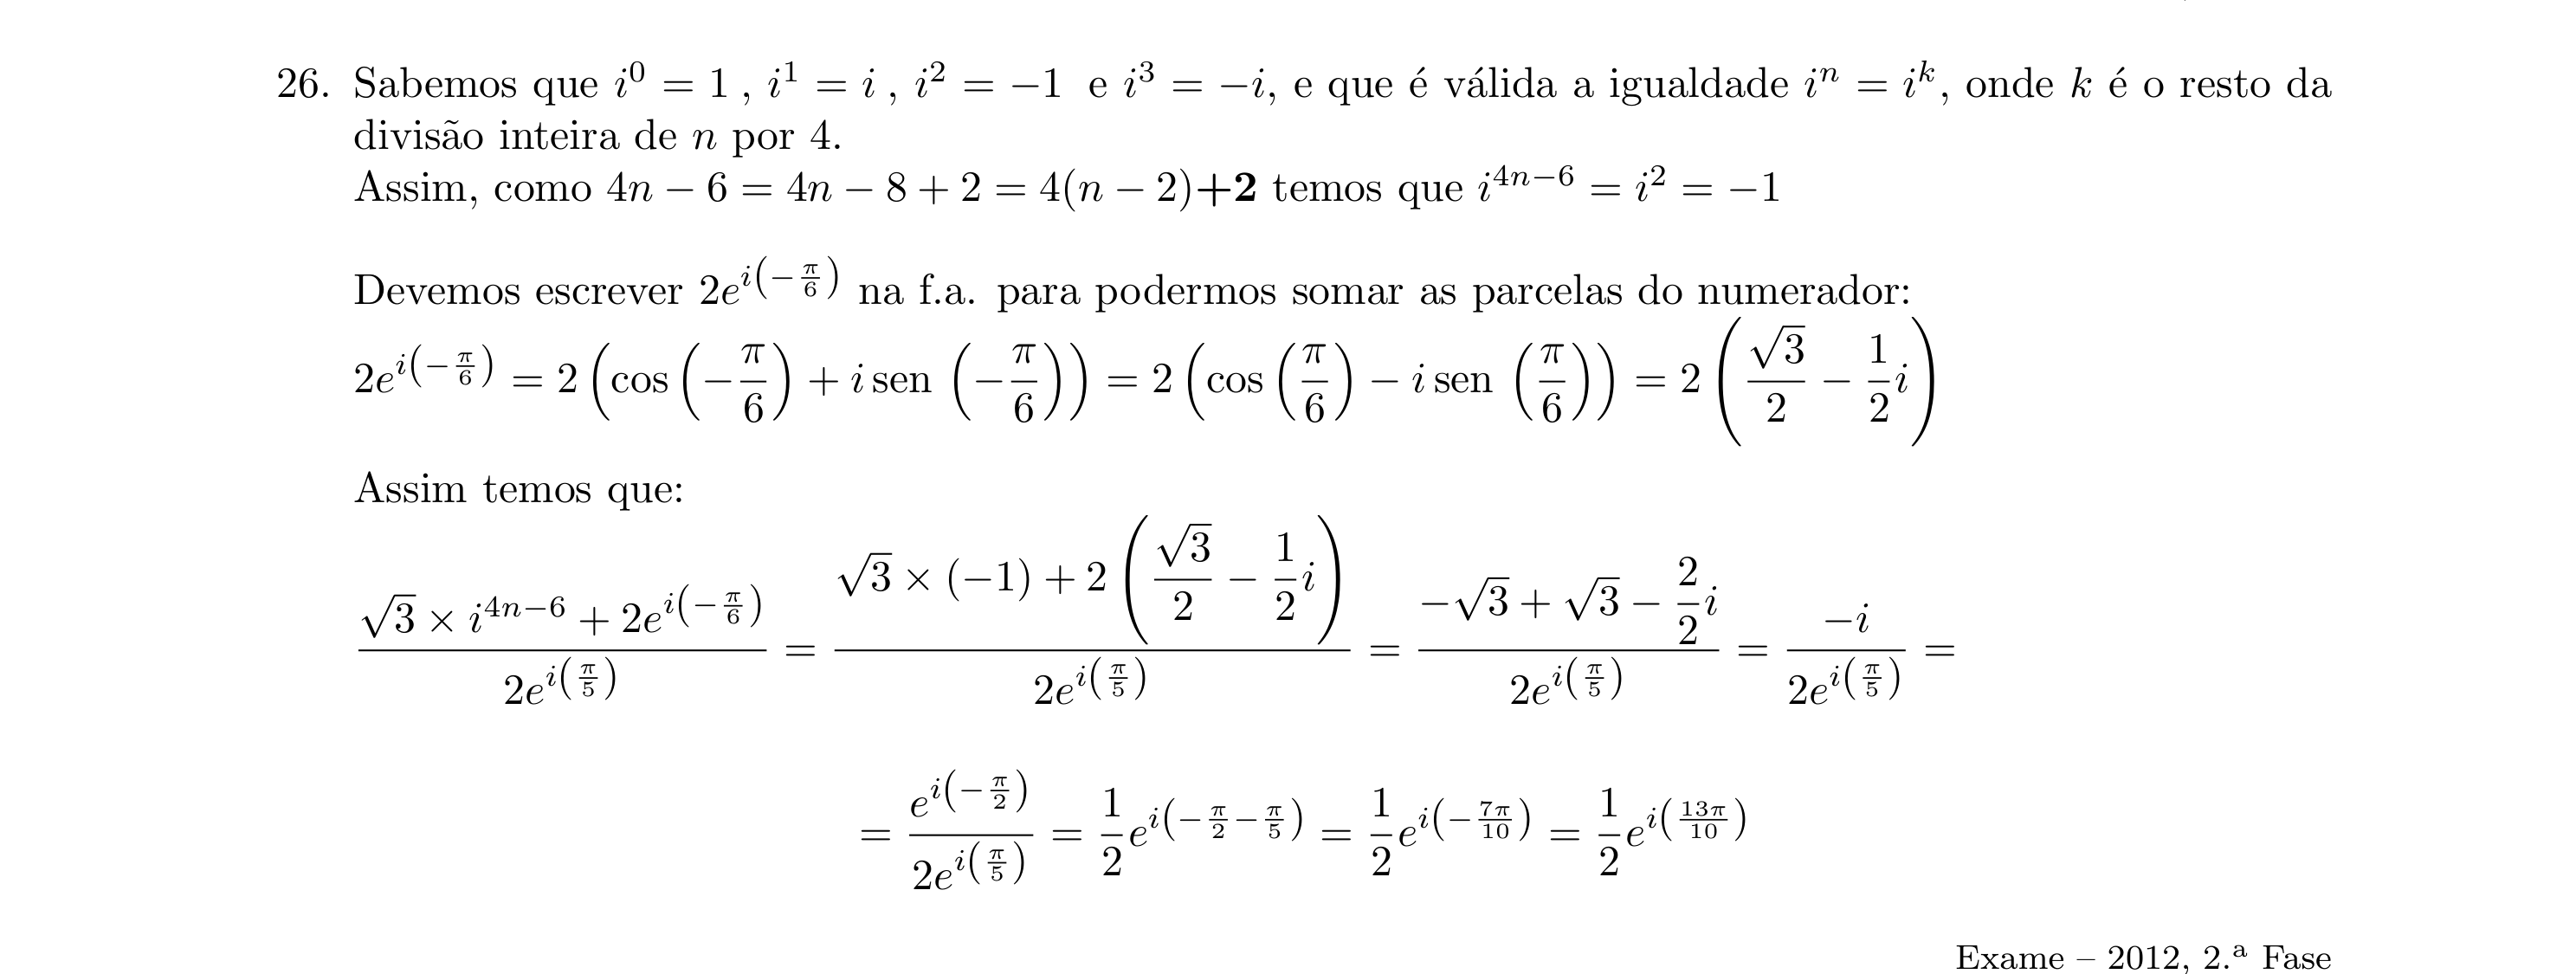 26. Sabemos que $i^0 = 1$ , $i^1 = i$ , $i^2 = -1$ e $i^3 = -i$, e que é válida a igualdade $i^n = i^k$, onde $k$ é o resto da
divisão inteira de $n$ por 4.
Assim, como $4n - 6 = 4n - 8 + 2 = 4(n - 2)\mathbf{+2}$ temos que $i^{4n-6} = i^2 = -1$
Devemos escrever $2e^{i\left(-\frac{\pi}{6}\right)}$ na f.a. para podermos somar as parcelas do numerador:
$2e^{i\left(-\frac{\pi}{6}\right)} = 2\left(\cos\left(-\frac{\pi}{6}\right) + i\,\text{sen}\,\left(-\frac{\pi}{6}\right)\right) = 2\left(\cos\left(\frac{\pi}{6}\right) - i\,\text{sen}\,\left(\frac{\pi}{6}\right)\right) = 2\left(\frac{\sqrt{3}}{2} - \frac{1}{2}i\right)$
Assim temos que:
$\frac{\sqrt{3} \times i^{4n-6} + 2e^{i\left(-\frac{\pi}{6}\right)}}{2e^{i\left(\frac{\pi}{5}\right)}} = \frac{\sqrt{3} \times (-1) + 2\left(\frac{\sqrt{3}}{2} - \frac{1}{2}i\right)}{2e^{i\left(\frac{\pi}{5}\right)}} = \frac{-\sqrt{3} + \sqrt{3} - \frac{2}{2}i}{2e^{i\left(\frac{\pi}{5}\right)}} = \frac{-i}{2e^{i\left(\frac{\pi}{5}\right)}} =$
$= \frac{e^{i\left(-\frac{\pi}{2}\right)}}{2e^{i\left(\frac{\pi}{5}\right)}} = \frac{1}{2}e^{i\left(-\frac{\pi}{2}-\frac{\pi}{5}\right)} = \frac{1}{2}e^{i\left(-\frac{7\pi}{10}\right)} = \frac{1}{2}e^{i\left(\frac{13\pi}{10}\right)}$
Exame – 2012, 2.ª Fase